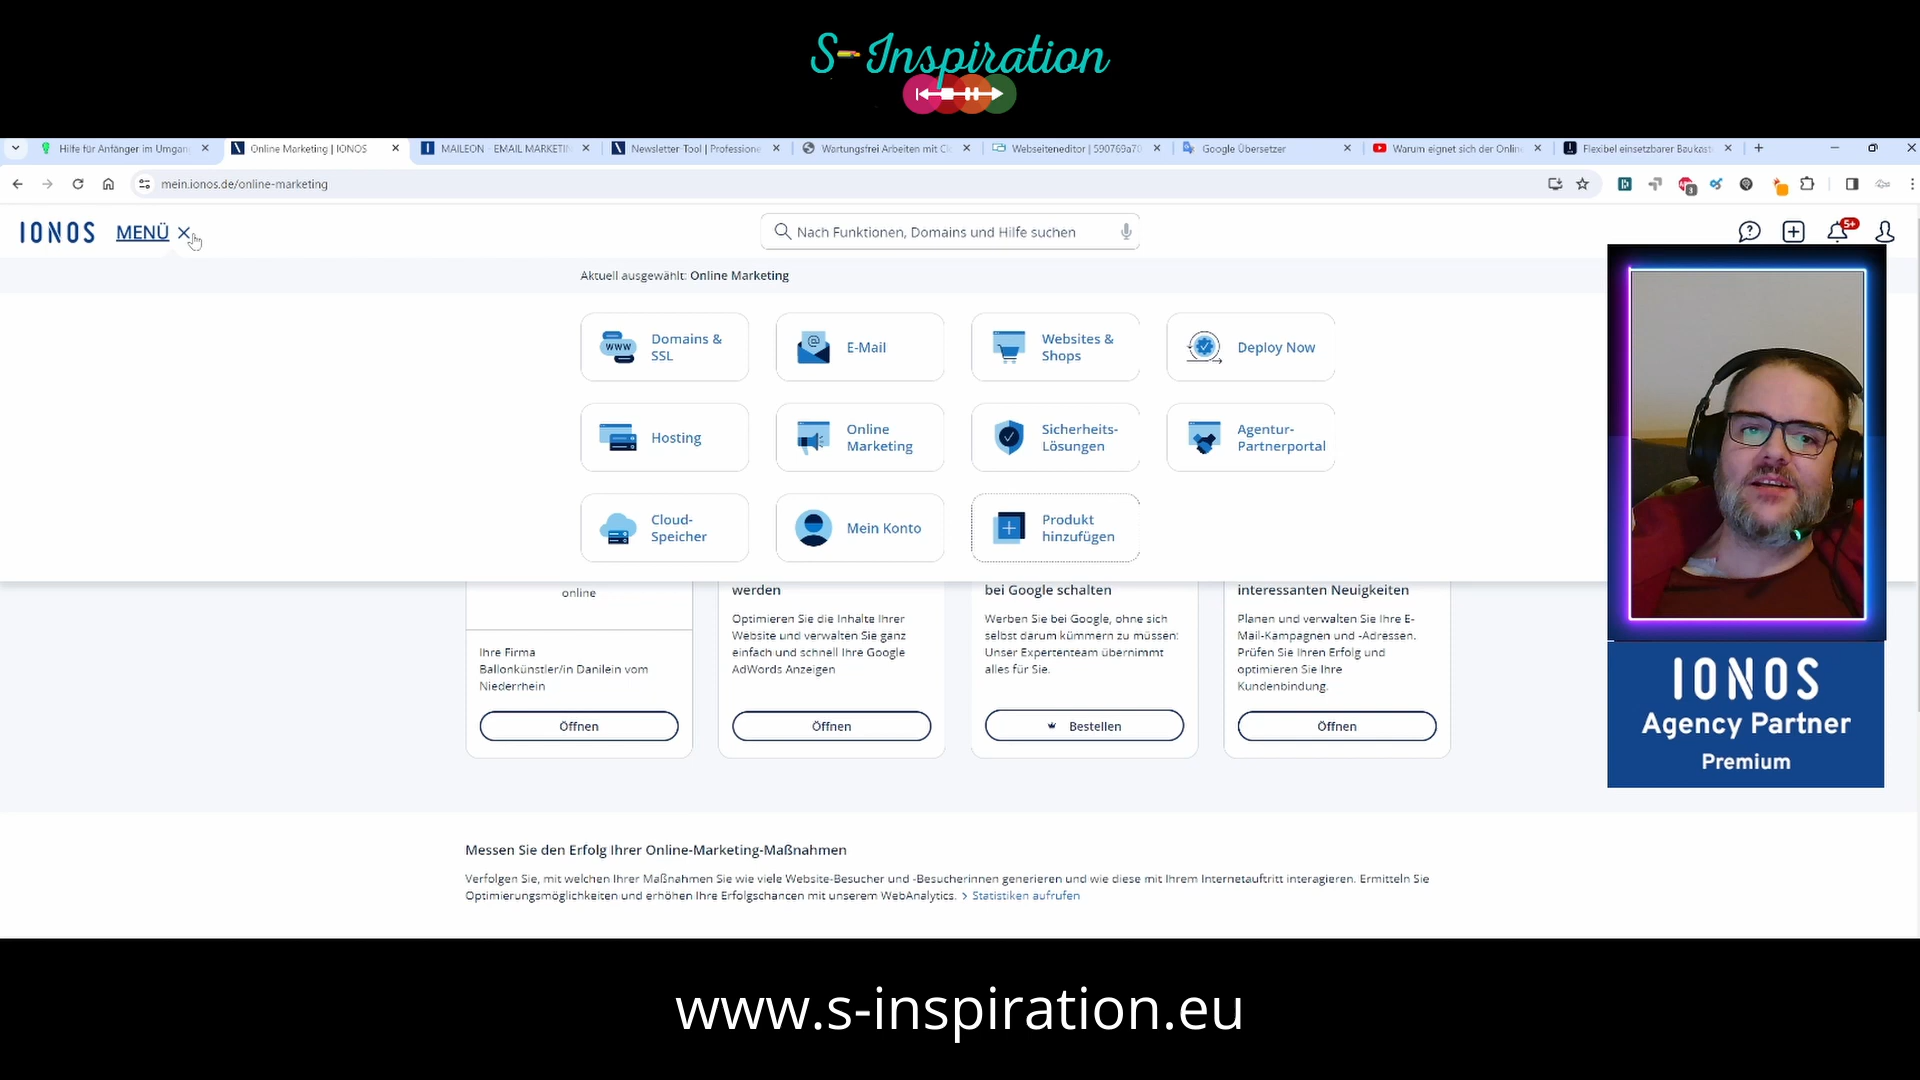 S-Inspiration
Hilfe für Anfänger im Umgan
Online Marketing | IONOS
MAILEON - EMAIL MARKETIN
Newsletter-Tool | Professione
Wartungsfrei Arbeiten mit C
Webseiteneditor | 590769a70
Google Übersetzer
Warum eignet sich der Onlin
Flexibel einsetzbarer Baukast
mein.ionos.de/online-marketing
IONOS MENÜ
Nach Funktionen, Domains und Hilfe suchen
5+
Aktuell ausgewählt: Online Marketing
Domains &
SSL
E-Mail
Websites &
Shops
Deploy Now
Hosting
Online
Marketing
Sicherheits-
Lösungen
Agentur-
Partnerportal
Cloud-
Speicher
Mein Konto
Produkt
hinzufügen
online
Ihre Firma
Ballonkünstler/in Danilein vom
Niederrhein
Öffnen
werden
Optimieren Sie die Inhalte Ihrer
Website und verwalten Sie ganz
einfach und schnell Ihre Google
AdWords Anzeigen
Öffnen
bei Google schalten
Werben Sie bei Google, ohne sich
selbst darum kümmern zu müssen:
Unser Expertenteam übernimmt
alles für Sie.
Bestellen
interessanten Neuigkeiten
Planen und verwalten Sie Ihre E-
Mail-Kampagnen und -Adressen.
Prüfen Sie Ihren Erfolg und
optimieren Sie Ihre
Kundenbindung.
Öffnen
IONOS
Agency Partner
Premium
Messen Sie den Erfolg Ihrer Online-Marketing-Maßnahmen
Verfolgen Sie, mit welchen Ihrer Maßnahmen Sie wie viele Website-Besucher und -Besucherinnen generieren und wie diese mit Ihrem Internetauftritt interagieren. Ermitteln Sie
Optimierungsmöglichkeiten und erhöhen Ihre Erfolgschancen mit unserem WebAnalytics. > Statistiken aufrufen
www.s-inspiration.eu